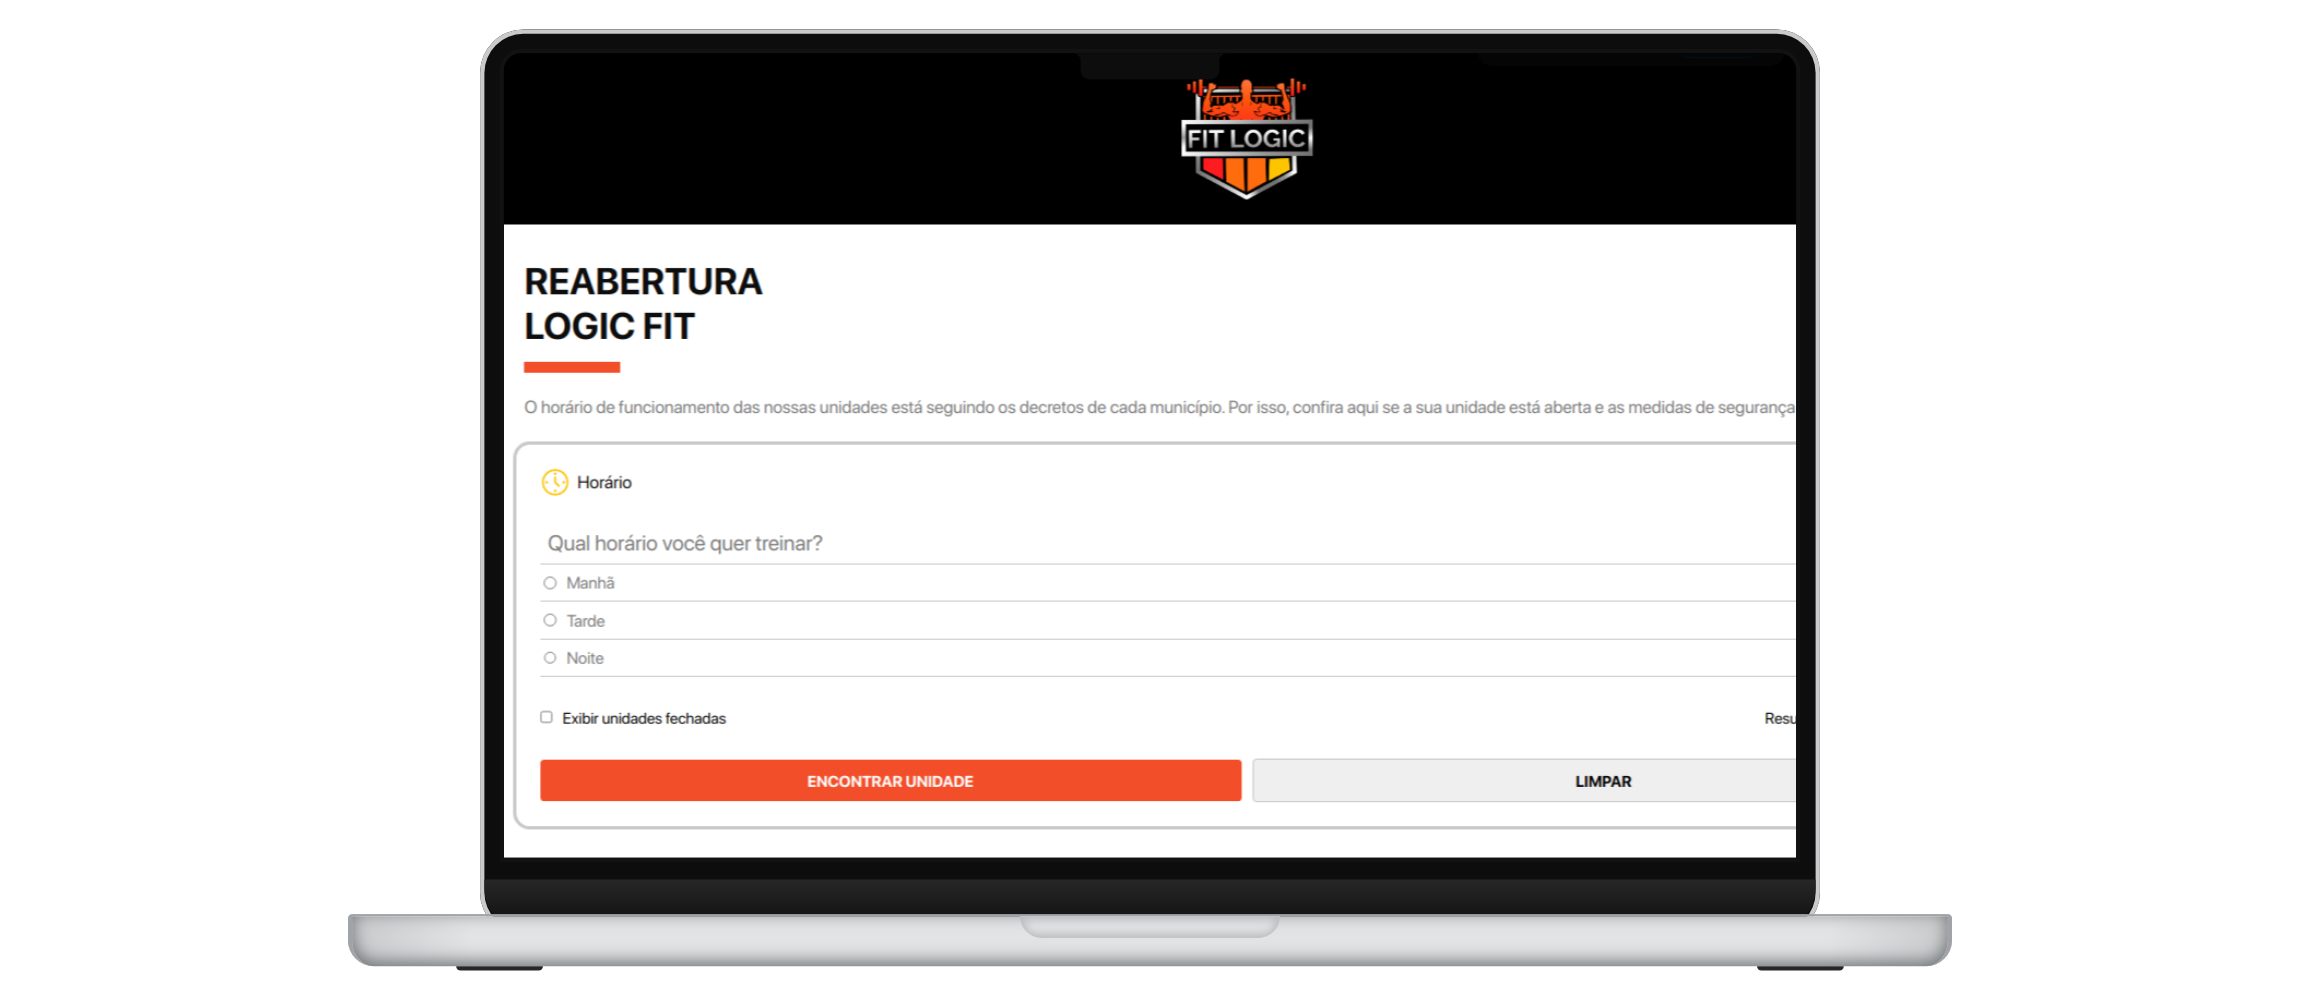 FIT LOGIC
REABERTURA
LOGIC FIT
O horário de funcionamento das nossas unidades está seguindo os decretos de cada município. Por isso, confira aqui se a sua unidade está aberta e as medidas de segurança
Horário
Qual horário você quer treinar?
Manhã
Tarde
Noite
Exibir unidades fechadas
Resu
ENCONTRAR UNIDADE
LIMPAR